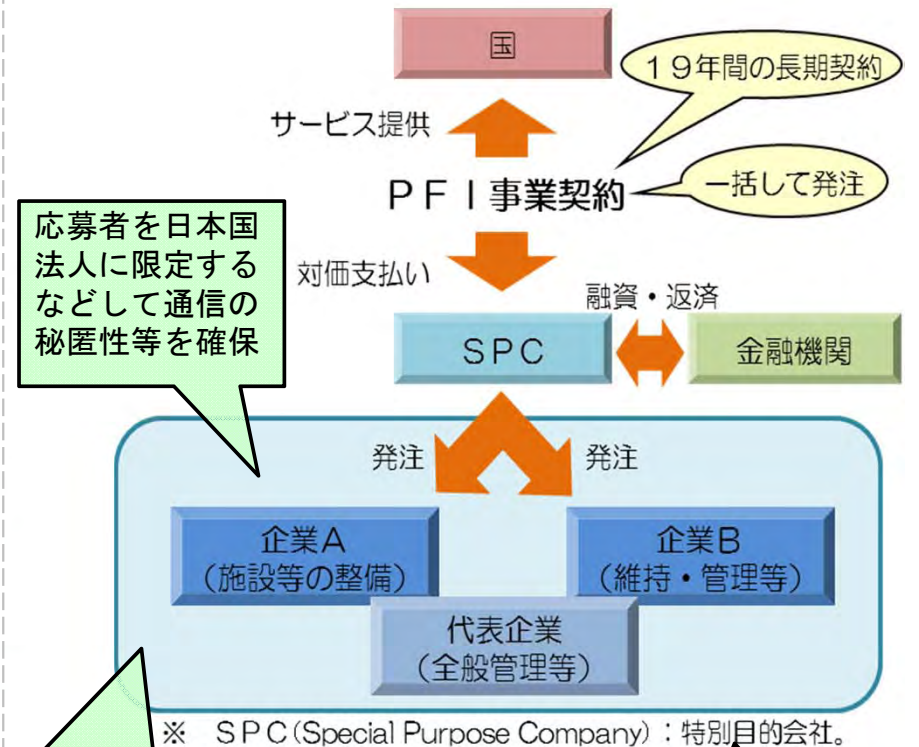 国
１９年間の長期契約
サービス提供
ＰＦＩ事業契約
一括して発注
応募者を日本国
法人に限定する
などして通信の
秘匿性等を確保
対価支払い
融資・返済
ＳＰＣ
金融機関
発注
発注
企業Ａ
（施設等の整備）
企業Ｂ
（維持・管理等）
代表企業
（全般管理等）
※　ＳＰＣ(Special Purpose Company)：特別目的会社。